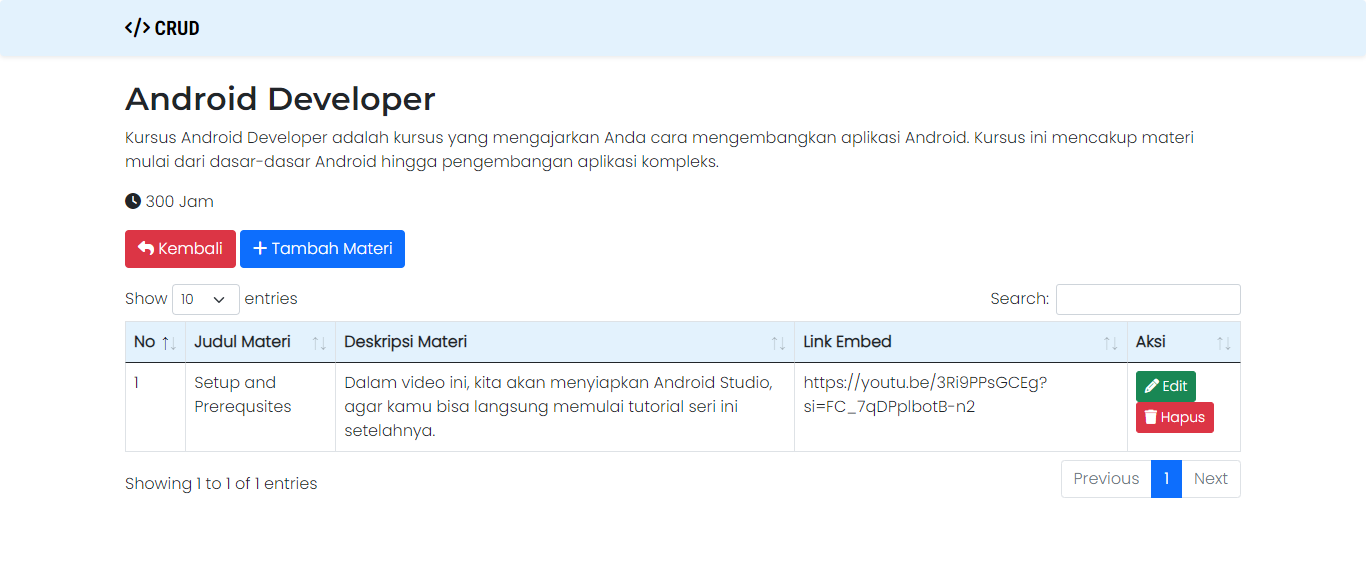 </> CRUD
Android Developer
Kursus Android Developer adalah kursus yang mengajarkan Anda cara mengembangkan aplikasi Android. Kursus ini mencakup materi
mulai dari dasar-dasar Android hingga pengembangan aplikasi kompleks.
300 Jam
Kembali + Tambah Materi
Show 10 entries Search:
No Judul Materi Deskripsi Materi Link Embed Aksi
1 Setup and Dalam video ini, kita akan menyiapkan Android Studio, https://youtu.be/3Ri9PPsGCEg? Edit
Prerequsites agar kamu bisa langsung memulai tutorial seri ini si=FC_7qDPplbotB-n2 Hapus
setelahnya.
Showing 1 to 1 of 1 entries Previous 1 Next